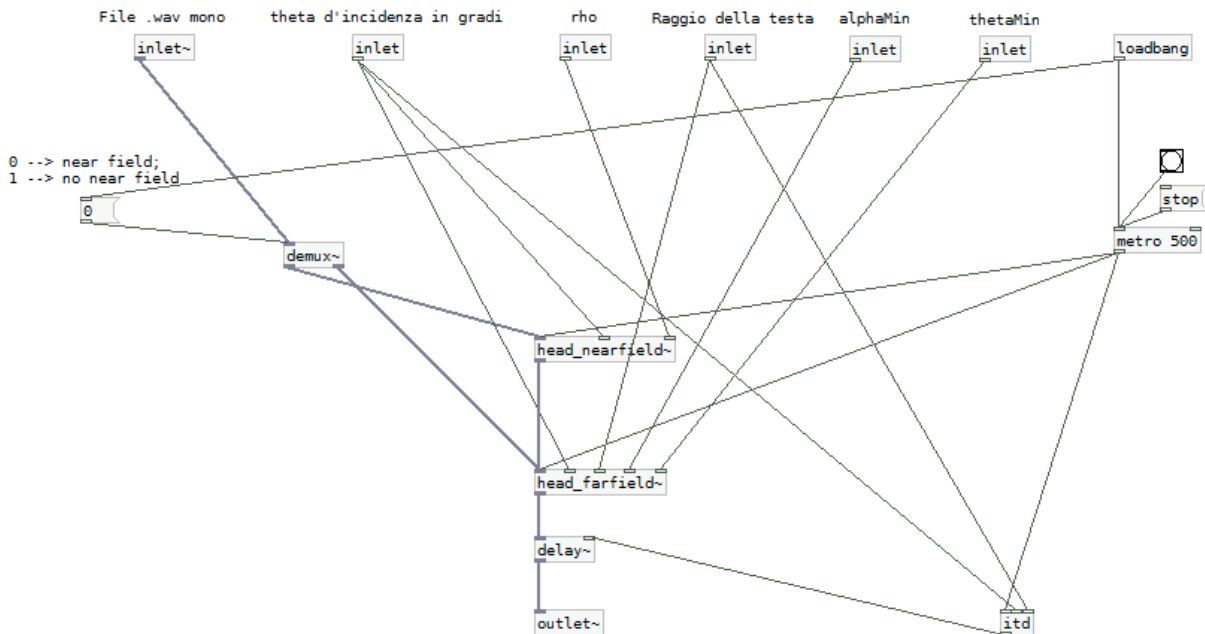 File .wav mono
theta d'incidenza in gradi
rho
Raggio della testa
alphaMin
thetaMin
inlet~
inlet
inlet
inlet
inlet
inlet
loadbang
0 --> near field;
1 --> no near field
0
stop
metro 500
demux~
head_nearfield~
head_farfield~
delay~
outlet~
itd